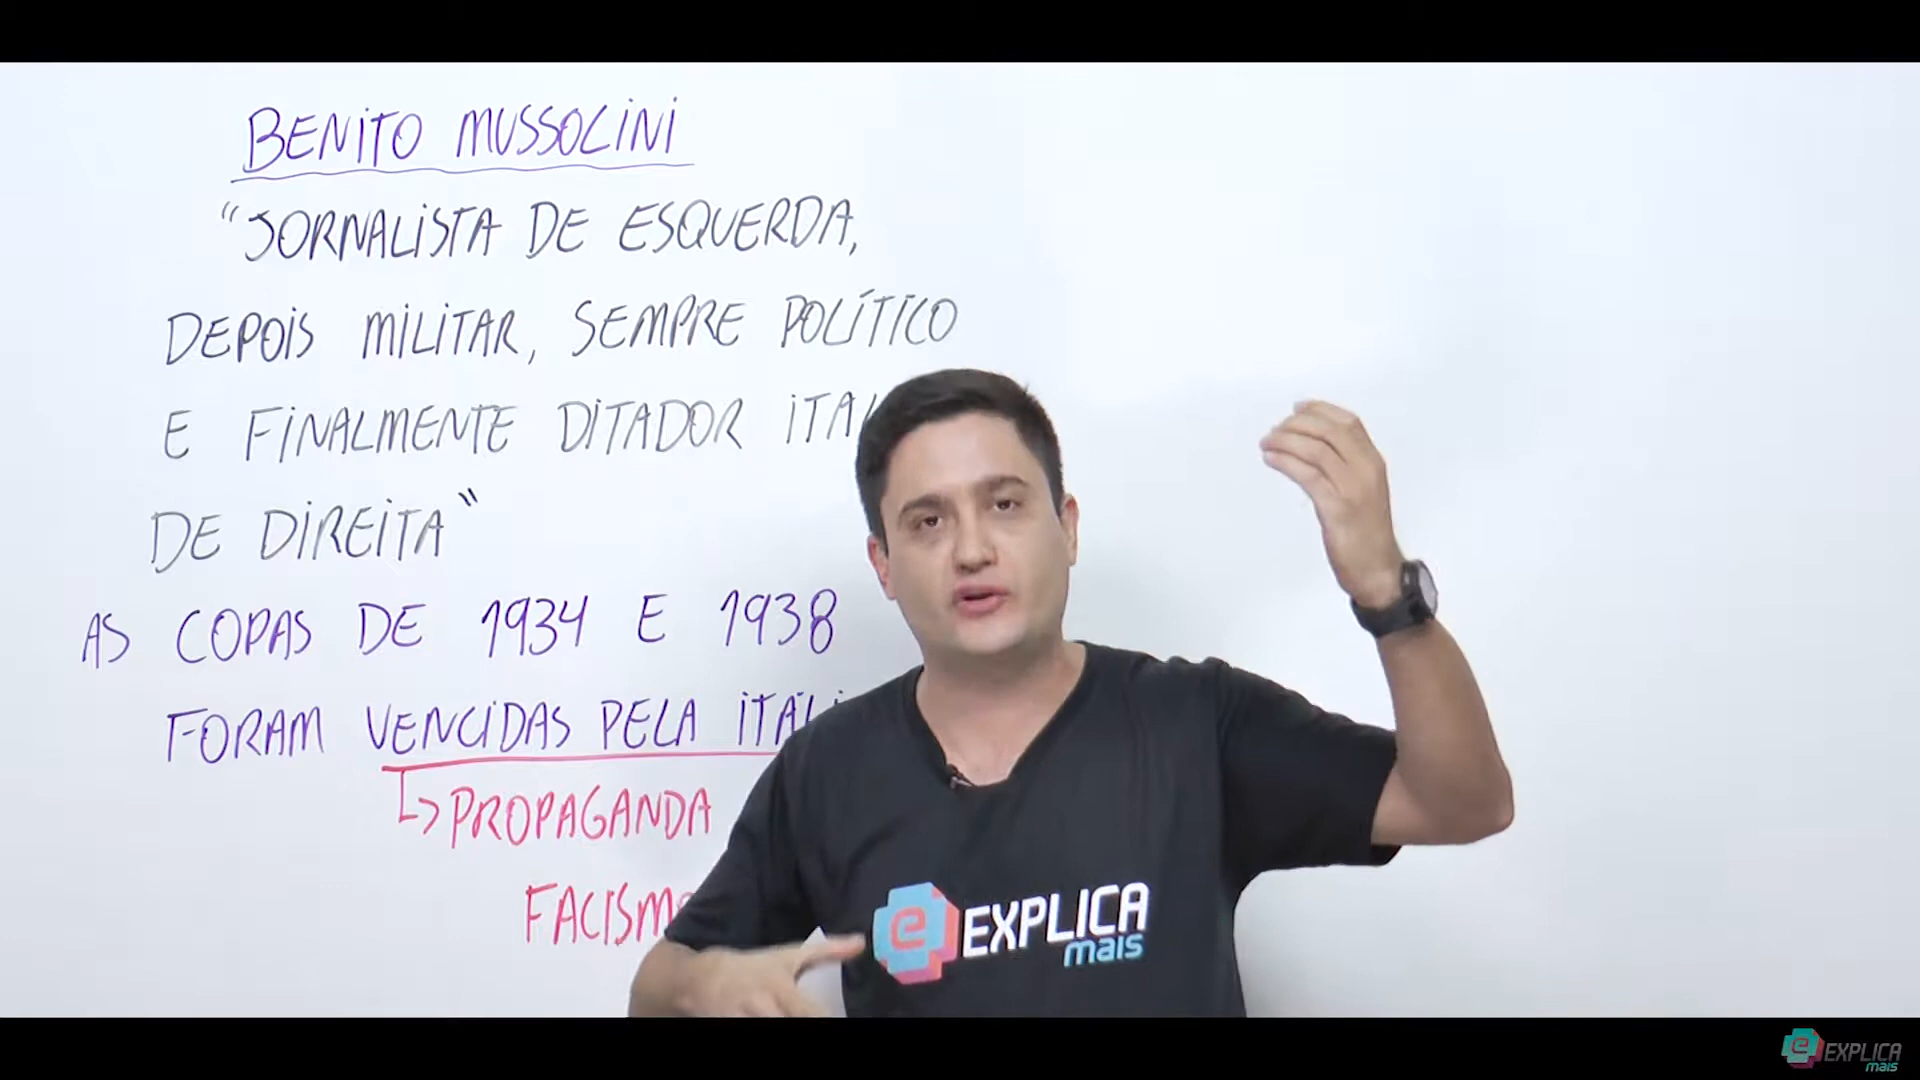 BENITO MUSSOLINI
"JORNALISTA DE ESQUERDA,
DEPOIS MILITAR, SEMPRE POLÍTICO
E FINALMENTE DITADOR
DE DIREITA"
AS COPAS DE 1934 E 1938
FORAM VENCIDAS PELA
↳ PROPAGANDA
e EXPLICA
mais
e EXPLICA
mais